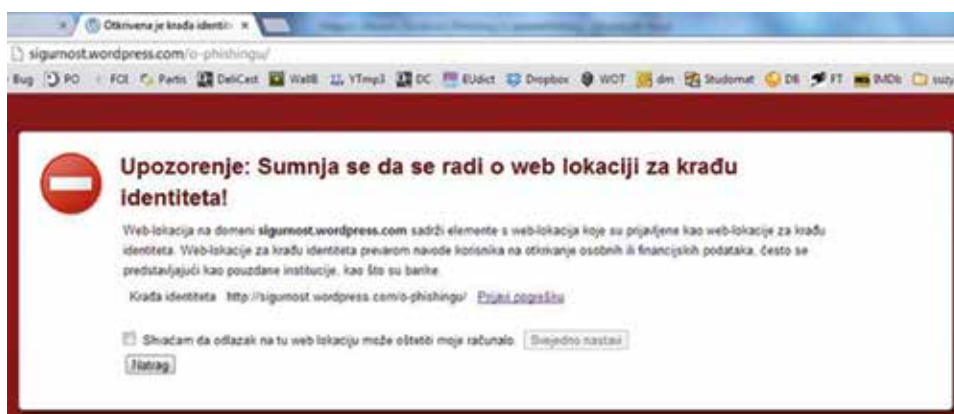 Otkrivena je krađa identit
sigurnost.wordpress.com/o-phishingu/
Bug PO FOI Partis DeliCast WallB YTmp3 DC EUdict Dropbox WOT dm Studomat DB FT IMDb suzy
Upozorenje: Sumnja se da se radi o web lokaciji za krađu
identiteta!
Web-lokacija na domeni sigurnost.wordpress.com sadrži elemente s web-lokacija koje su prijavljene kao web-lokacije za krađu
identiteta. Web-lokacije za krađu identiteta prevarom navode korisnika na otkrivanje osobnih ili financijskih podataka, često se
predstavljajući kao pouzdane institucije, kao što su banke.
Krađa identiteta http://sigurnost.wordpress.com/o-phishingu/ Prijavi pogrešku
Shvaćam da odlazak na tu web lokaciju može oštetiti moje računalo. Svejedno nastavi
Natrag